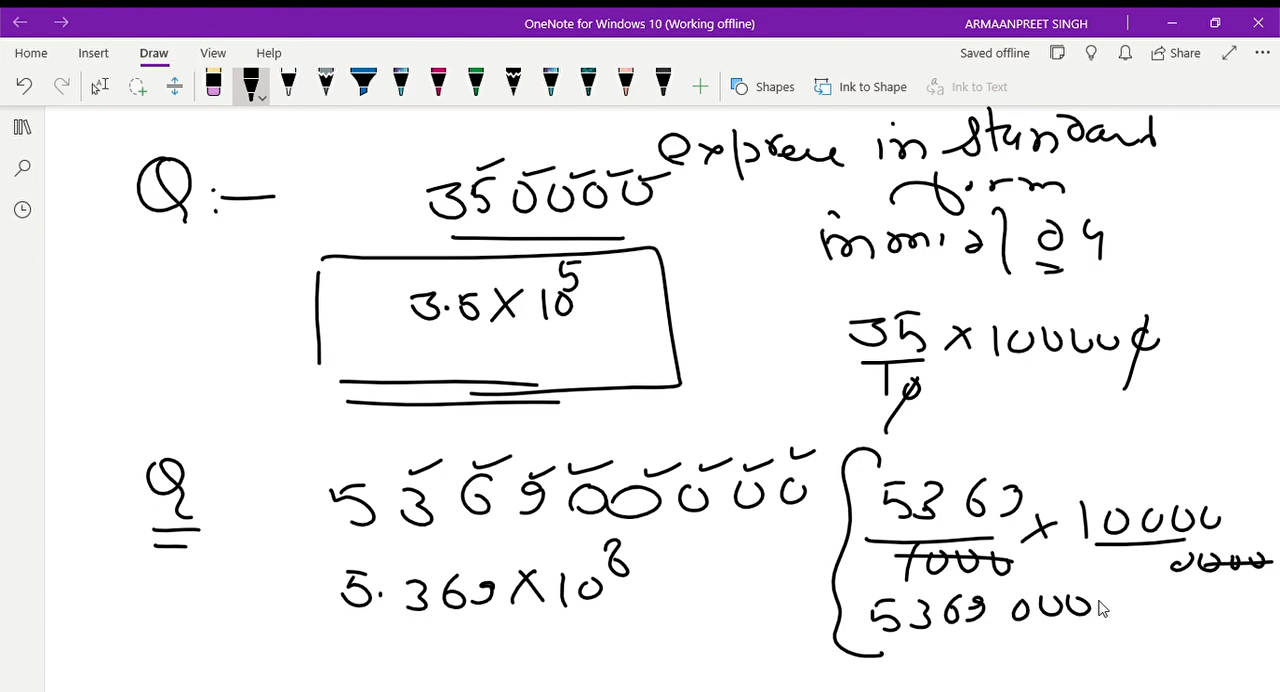 OneNote for Windows 10 (Working offline)
ARMAANPREET SINGH
Home Insert Draw View Help
Saved offline
Share
Shapes
Ink to Shape
Ink to Text
Q:- 350000 express in standard
form
3.5 X 10^5
35 x 100000
10
Q 5369000000
5.369 X 10^8
5369 x 10000
1000
0000
5369 000